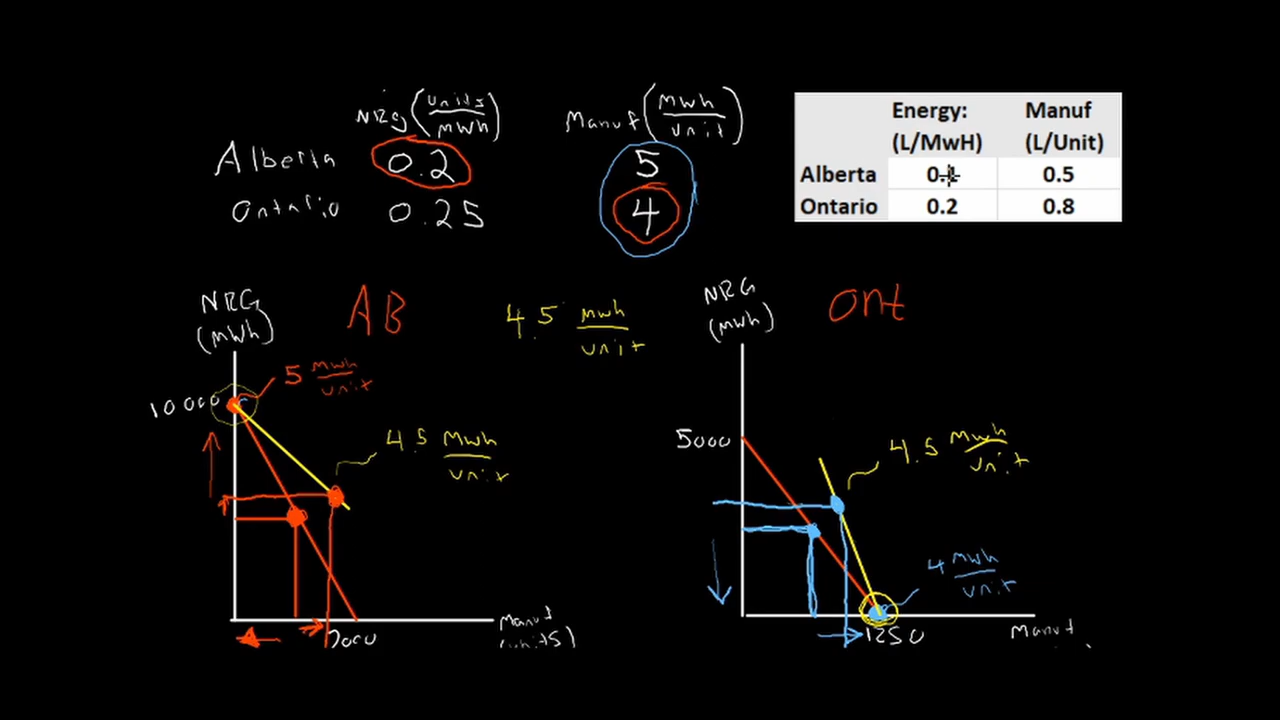 NRG (units/MWh)
Manuf (Mwh/unit)
Alberta 0.2 5
Ontario 0.25 4
Energy: Manuf
(L/MwH) (L/Unit)
Alberta 0.1 0.5
Ontario 0.2 0.8
NRG
(MWh)
AB
4.5 Mwh/unit
NRG
(MWh)
Ont
10000
5 Mwh/unit
4.5 Mwh/unit
5000
4.5 Mwh/unit
4 Mwh/unit
2000
Manuf
(units)
1250
Manuf